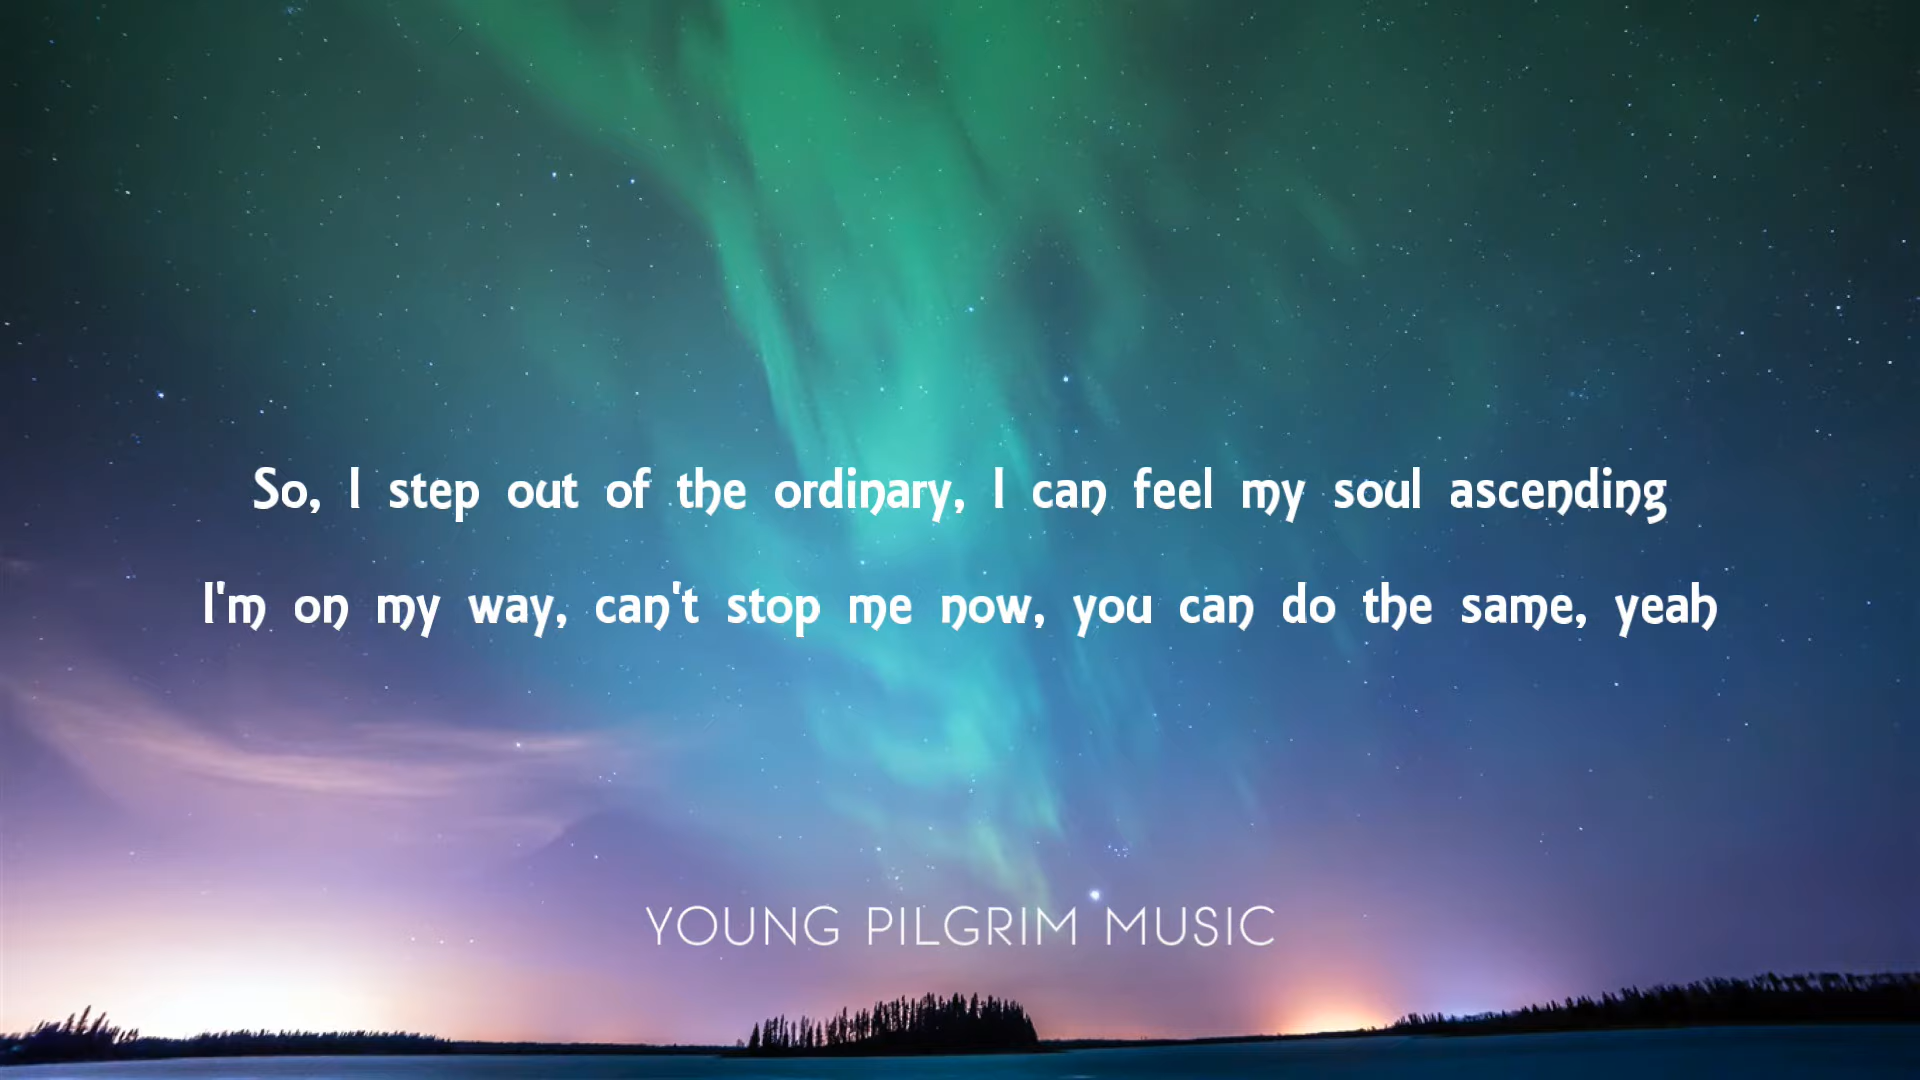 So, I step out of the ordinary, I can feel my soul ascending
I'm on my way, can't stop me now, you can do the same, yeah
YOUNG PILGRIM MUSIC